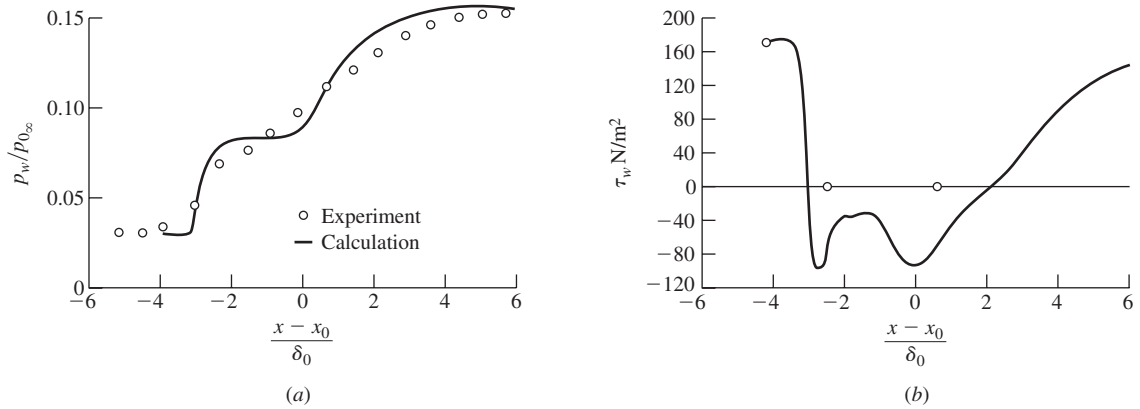 0.15
0.10
0.05
0
p_w/p_0∞
−6 −4 −2 0 2 4 6
x − x_0
δ_0
Experiment
Calculation
(a)
200
160
120
80
40
0
−40
−80
−120
τ_w N/m²
−6 −4 −2 0 2 4 6
x − x_0
δ_0
(b)